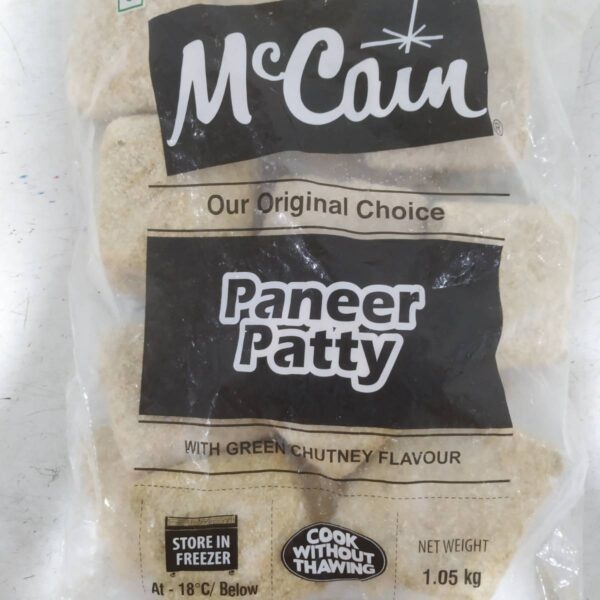 McCain
®
Our Original Choice
Paneer
Patty
WITH GREEN CHUTNEY FLAVOUR
STORE IN
FREEZER
At - 18°C/ Below
COOK
WITHOUT
THAWING
NET WEIGHT
1.05 kg